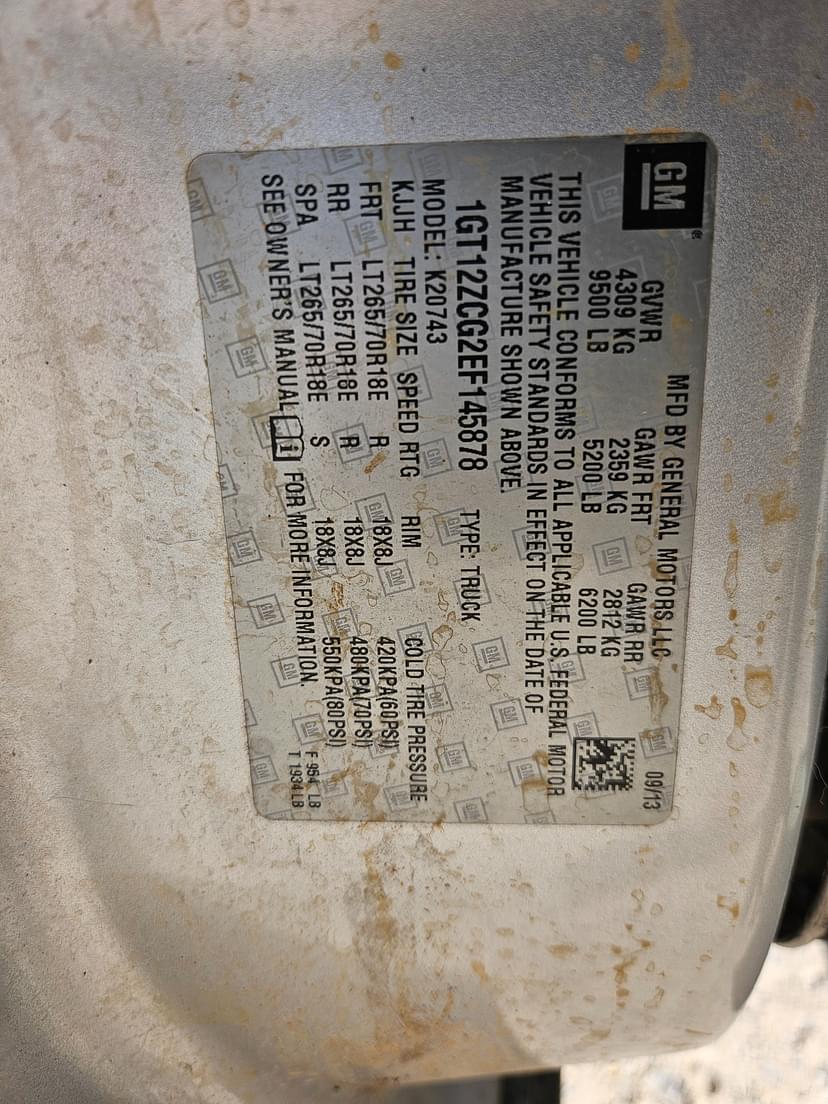 GM
MFD BY GENERAL MOTORS LLC 09/13
GVWR GAWR FRT GAWR RR
4309 KG 2359 KG 2812 KG
9500 LB 5200 LB 6200 LB
THIS VEHICLE CONFORMS TO ALL APPLICABLE U.S. FEDERAL MOTOR
VEHICLE SAFETY STANDARDS IN EFFECT ON THE DATE OF
MANUFACTURE SHOWN ABOVE.
1GT12ZCG2EF145878 TYPE: TRUCK
MODEL: K20743
KJJH TIRE SIZE SPEED RTG RIM COLD TIRE PRESSURE
FRT LT265/70R18E R 18X8J 420KPA(60PSI)
RR LT265/70R18E R 18X8J 480KPA(70PSI)
SPA LT265/70R18E S 18X8J 550KPA(80PSI)
SEE OWNER'S MANUAL FOR MORE INFORMATION.
F 954 LB
T 1934 LB